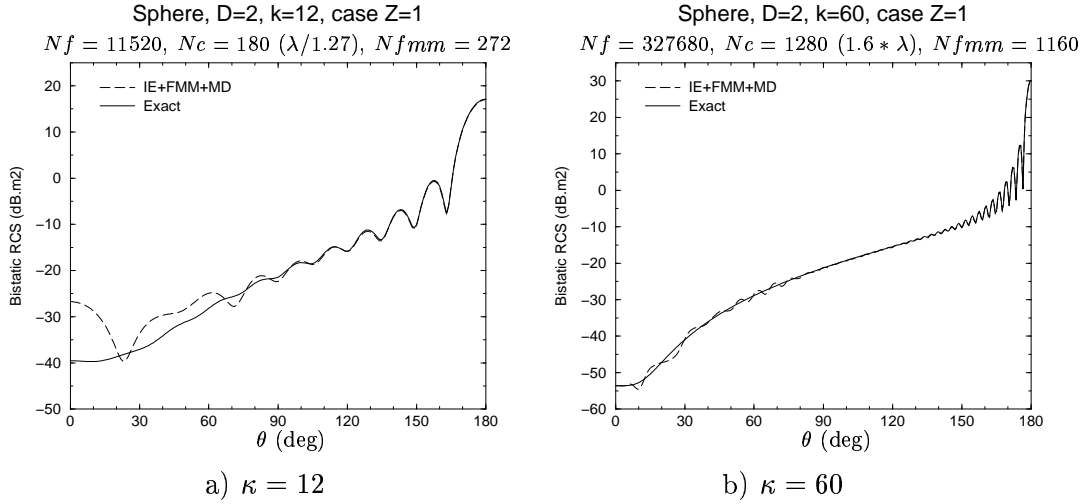 Sphere, D=2, k=12, case Z=1
Nf = 11520, Nc = 180 (λ/1.27), Nfmm = 272
IE+FMM+MD
Exact
Bistatic RCS (dB.m2)
20
10
0
−10
−20
−30
−40
−50
0 30 60 90 120 150 180
θ (deg)
a) κ = 12
Sphere, D=2, k=60, case Z=1
Nf = 327680, Nc = 1280 (1.6 ∗ λ), Nfmm = 1160
IE+FMM+MD
Exact
Bistatic RCS (dB.m2)
30
20
10
0
−10
−20
−30
−40
−50
−60
0 30 60 90 120 150 180
θ (deg)
b) κ = 60